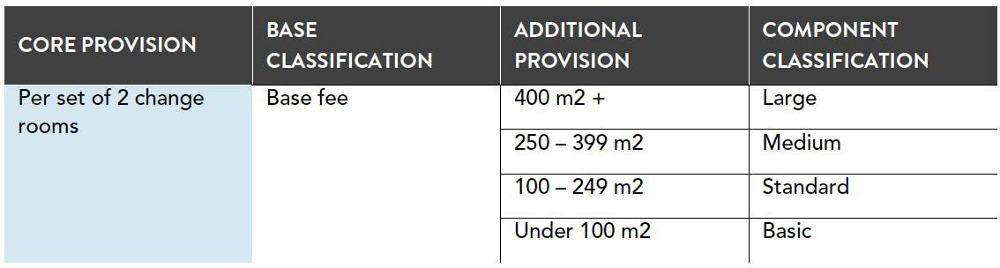 CORE PROVISION
BASE
CLASSIFICATION
ADDITIONAL
PROVISION
COMPONENT
CLASSIFICATION
Per set of 2 change
rooms
Base fee
400 m2 +
Large
250 – 399 m2
Medium
100 – 249 m2
Standard
Under 100 m2
Basic